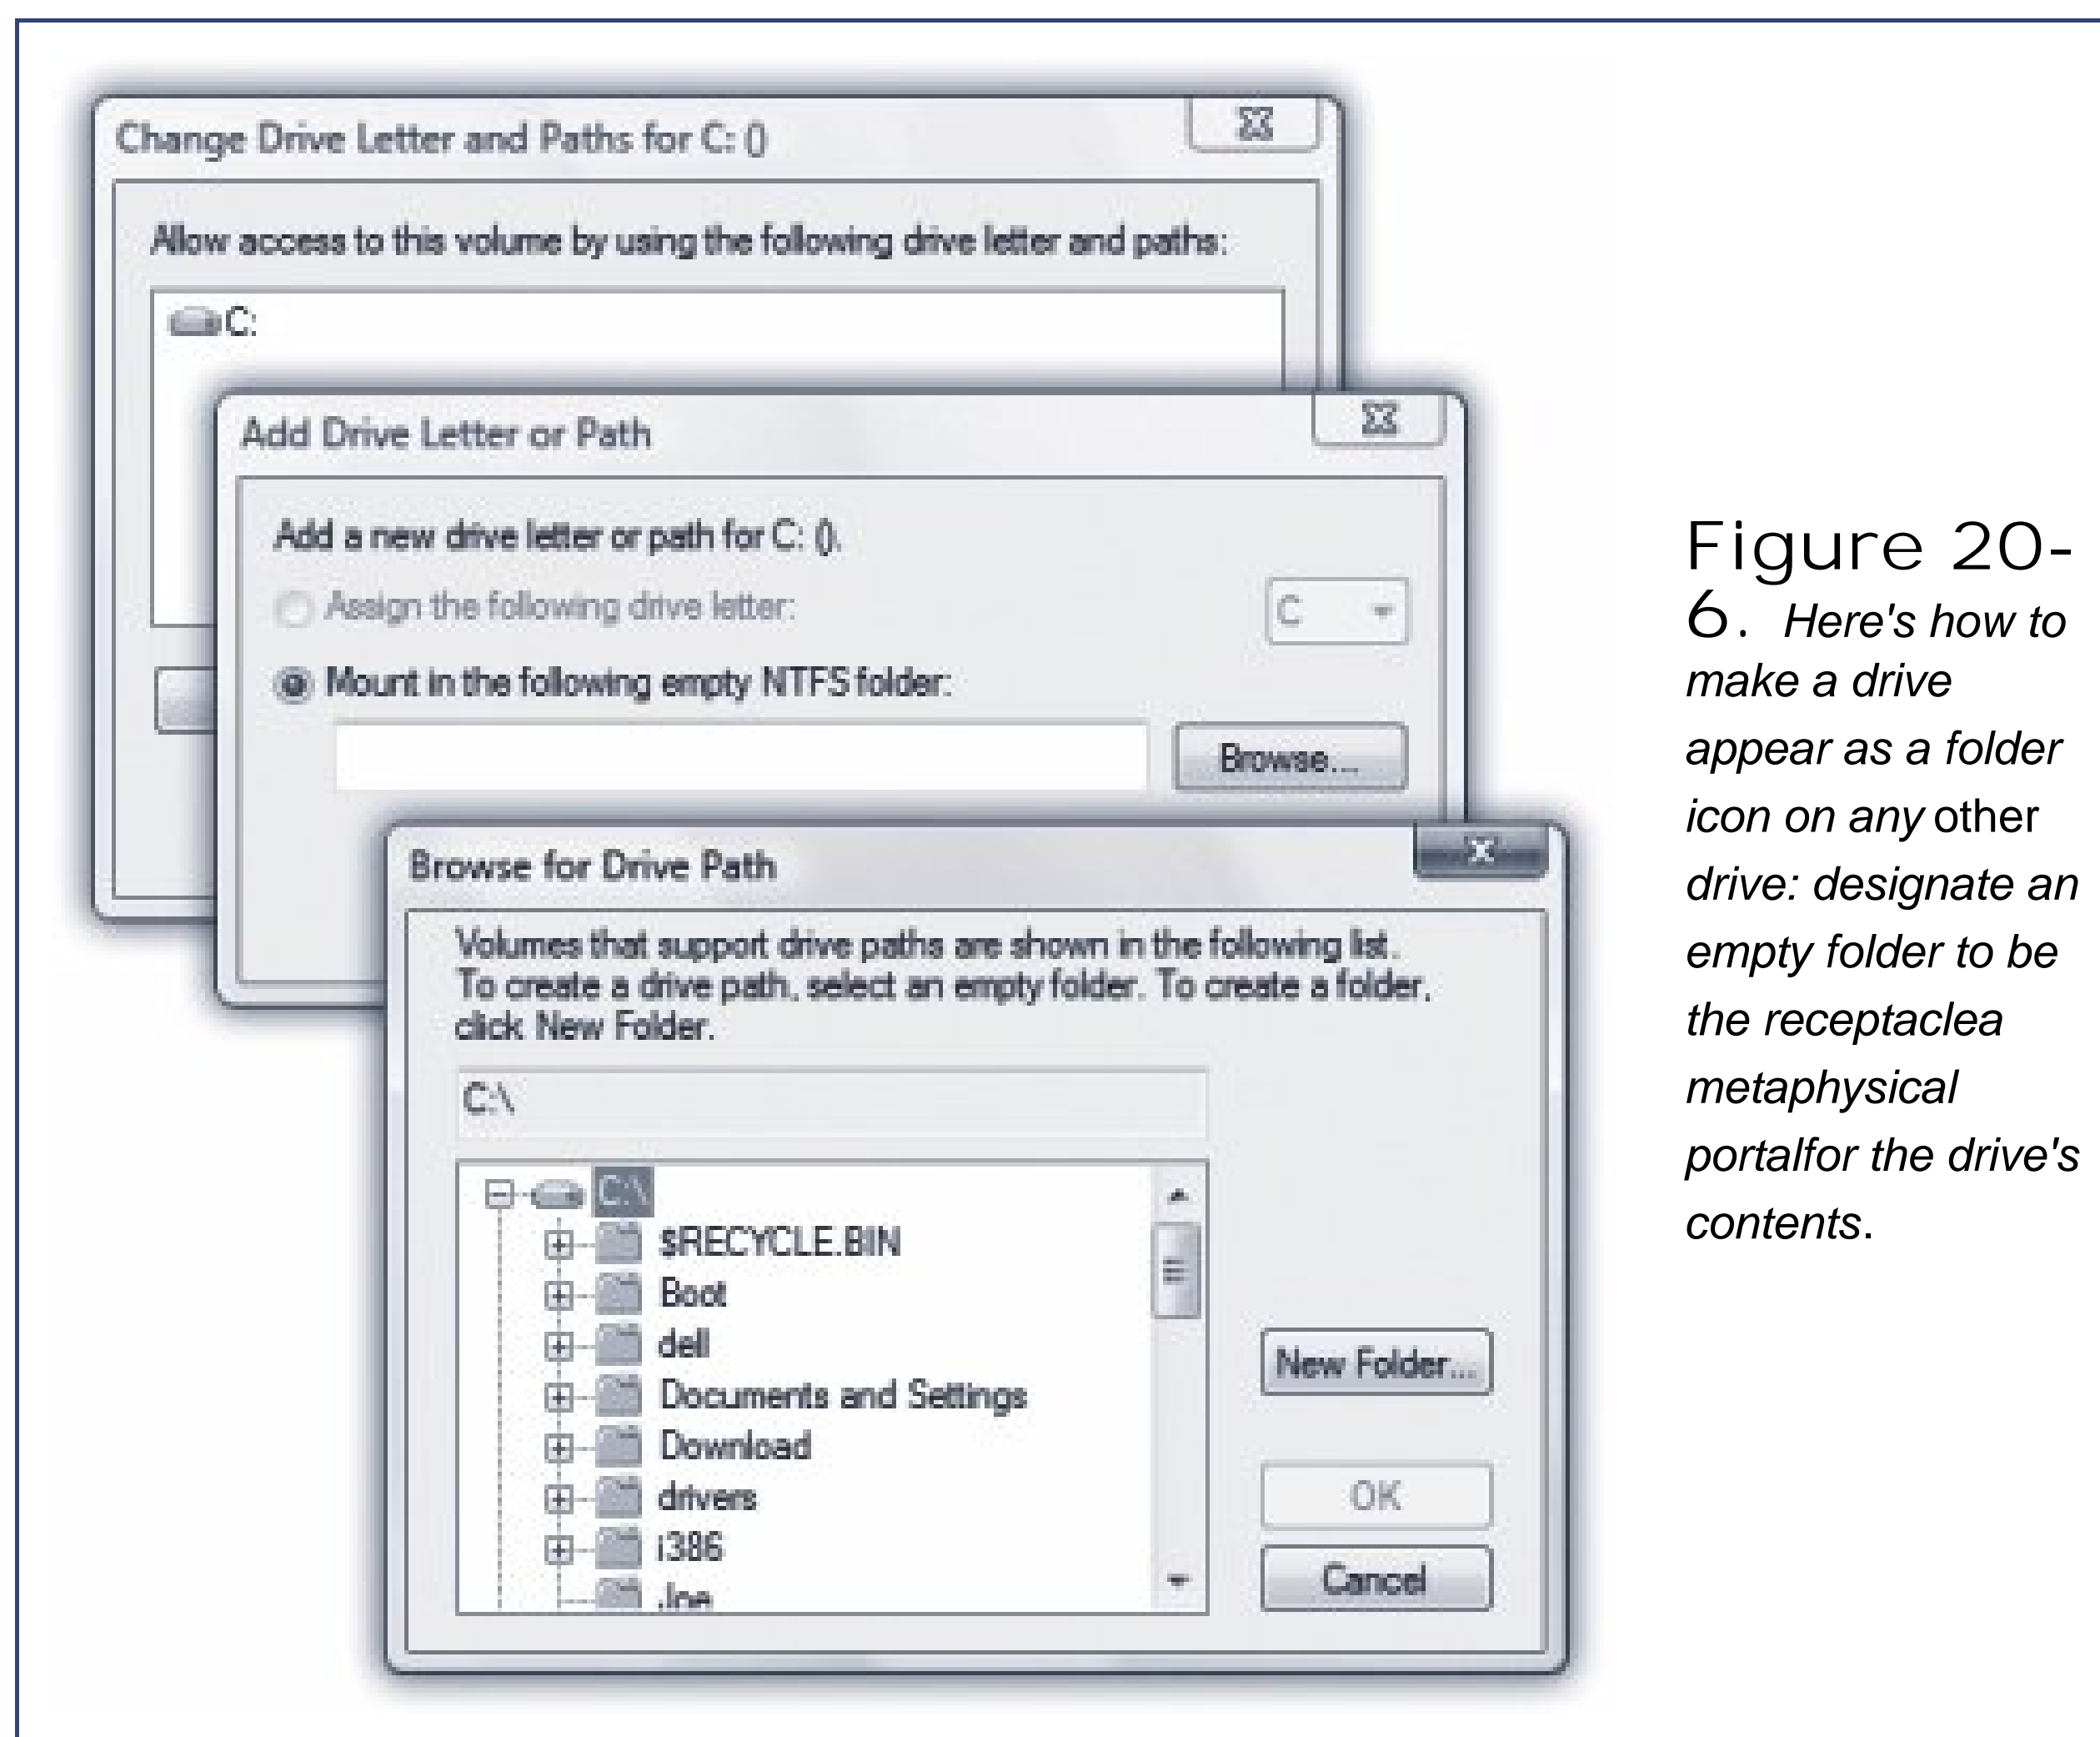 Change Drive Letter and Paths for C: ()
Allow access to this volume by using the following drive letter and paths:
C:
Add Drive Letter or Path
Add a new drive letter or path for C: ().
Assign the following drive letter:
C
Mount in the following empty NTFS folder:
Browse...
Browse for Drive Path
Volumes that support drive paths are shown in the following list.
To create a drive path, select an empty folder. To create a folder,
click New Folder.
C:\
C:\
$RECYCLE.BIN
Boot
dell
Documents and Settings
Download
drivers
i386
Joe
New Folder...
OK
Cancel
Figure 20-
6. Here's how to
make a drive
appear as a folder
icon on any other
drive: designate an
empty folder to be
the receptaclea
metaphysical
portalfor the drive's
contents.